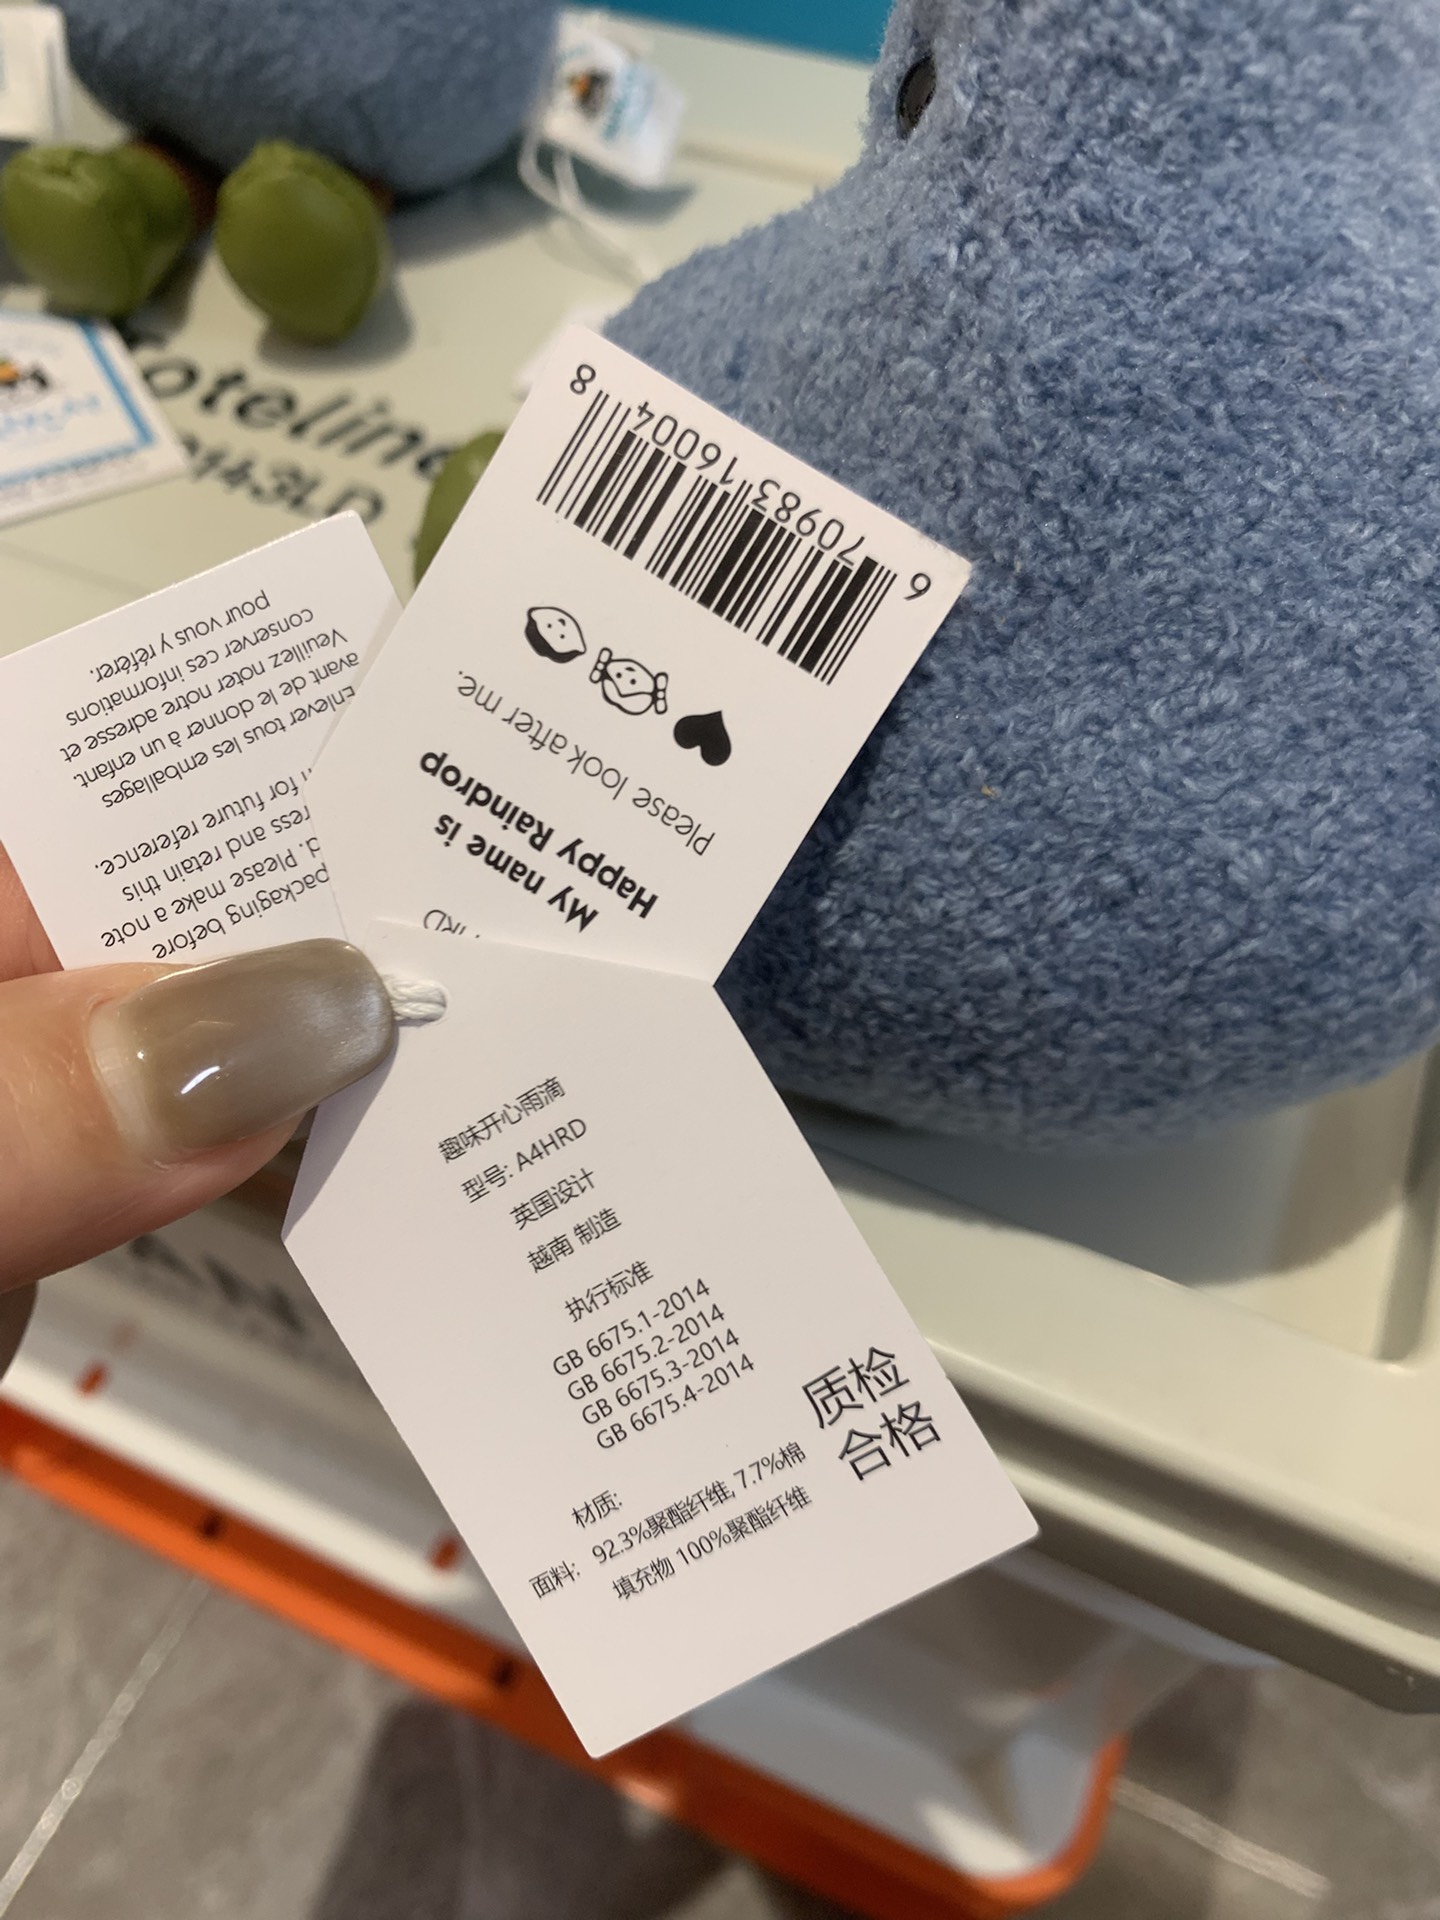 趣味开心雨滴
型号: A4HRD
英国设计
越南 制造
执行标准
GB 6675.1-2014
GB 6675.2-2014
GB 6675.3-2014
GB 6675.4-2014
质检
合格
材质:
面料: 92.3%聚酯纤维, 7.7%棉
填充物 100%聚酯纤维
My name is
Happy Raindrop
Please look after me.
6 70983 16004 8
packaging before
Please make a note
and retain this
for future reference.
Enlever tous les emballages
avant de le donner à un enfant
Veuillez noter notre adresse et
conserver ces informations
pour vous y référer.